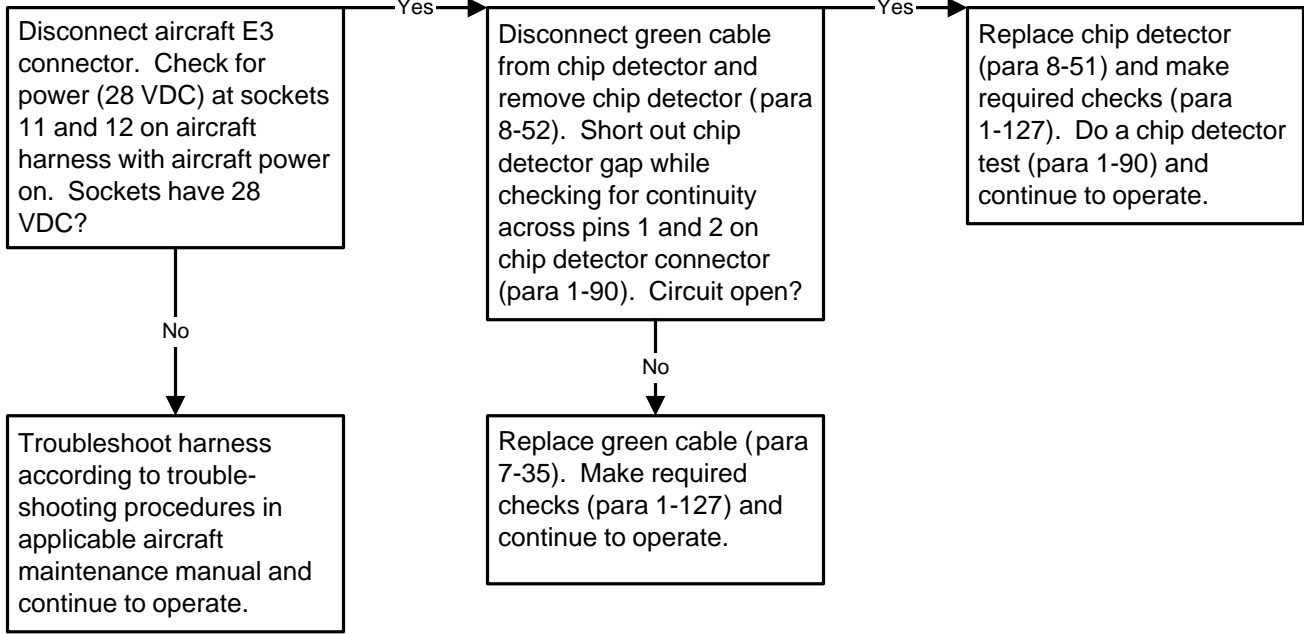 Disconnect aircraft E3
connector. Check for
power (28 VDC) at sockets
11 and 12 on aircraft
harness with aircraft power
on. Sockets have 28
VDC?
Yes
Disconnect green cable
from chip detector and
remove chip detector (para
8-52). Short out chip
detector gap while
checking for continuity
across pins 1 and 2 on
chip detector connector
(para 1-90). Circuit open?
Yes
Replace chip detector
(para 8-51) and make
required checks (para
1-127). Do a chip detector
test (para 1-90) and
continue to operate.
No
No
Troubleshoot harness
according to trouble-
shooting procedures in
applicable aircraft
maintenance manual and
continue to operate.
Replace green cable (para
7-35). Make required
checks (para 1-127) and
continue to operate.